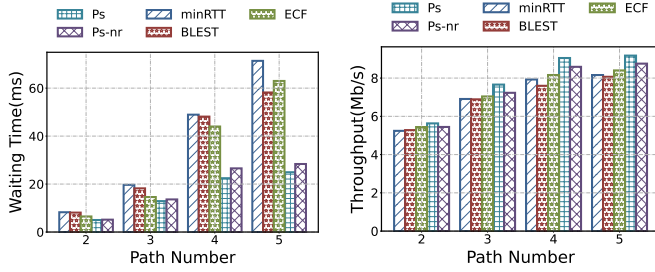 Ps minRTT ECF
Ps-nr BLEST
Waiting Time(ms)
60
40
20
0
2 3 4 5
Path Number
Ps minRTT ECF
Ps-nr BLEST
Throughput(Mb/s)
8
6
4
2
0
2 3 4 5
Path Number